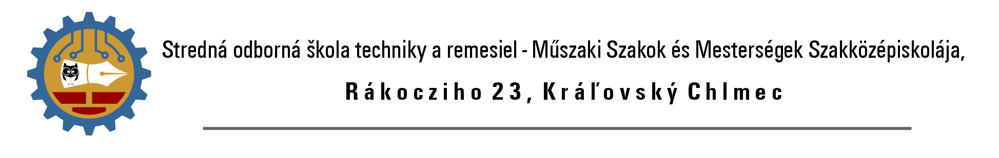 Stredná odborná škola techniky a remesiel - Műszaki Szakok és Mesterségek Szakközépiskolája,
Rákocziho 23, Kráľovský Chlmec